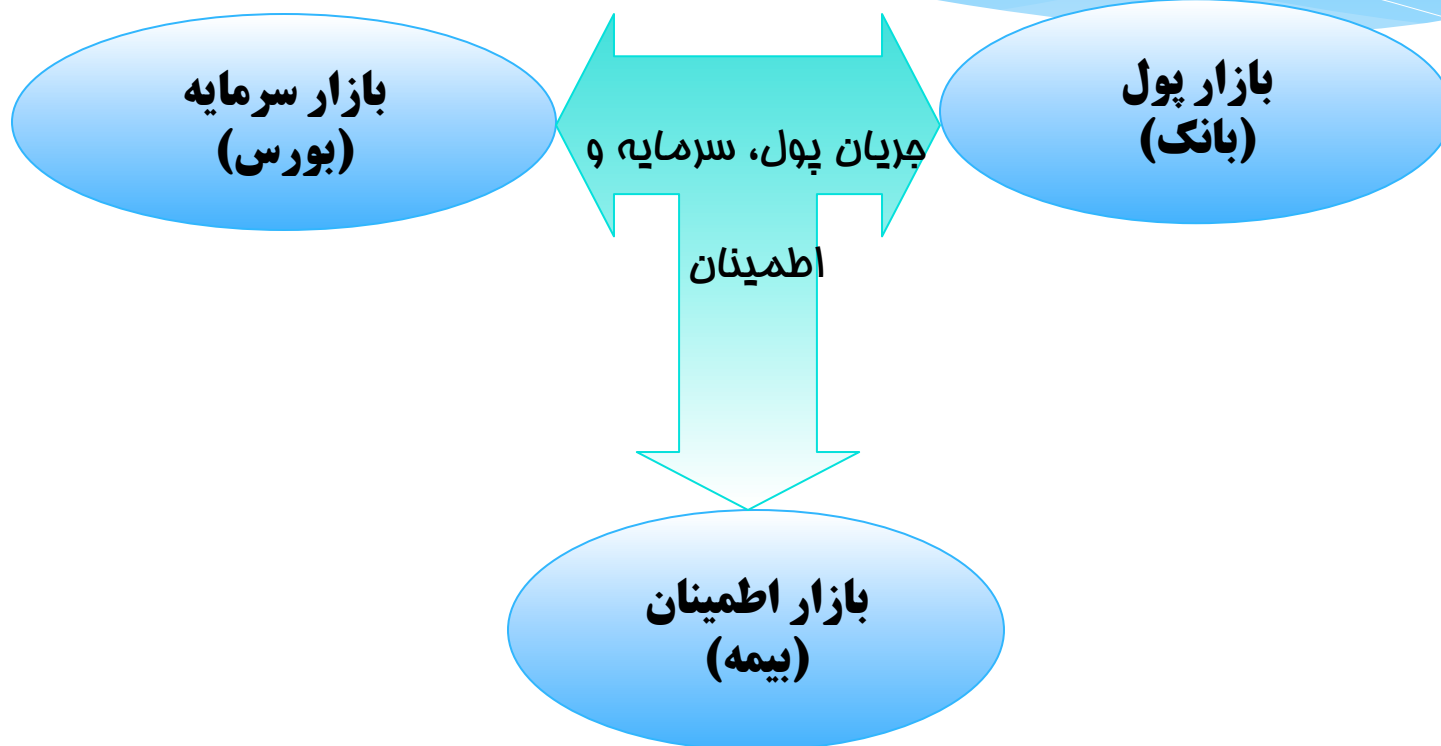 بازار پول
(بانک)
جریان پول، سرمایه و
اطمینان
بازار سرمایه
(بورس)
بازار اطمینان
(بیمه)